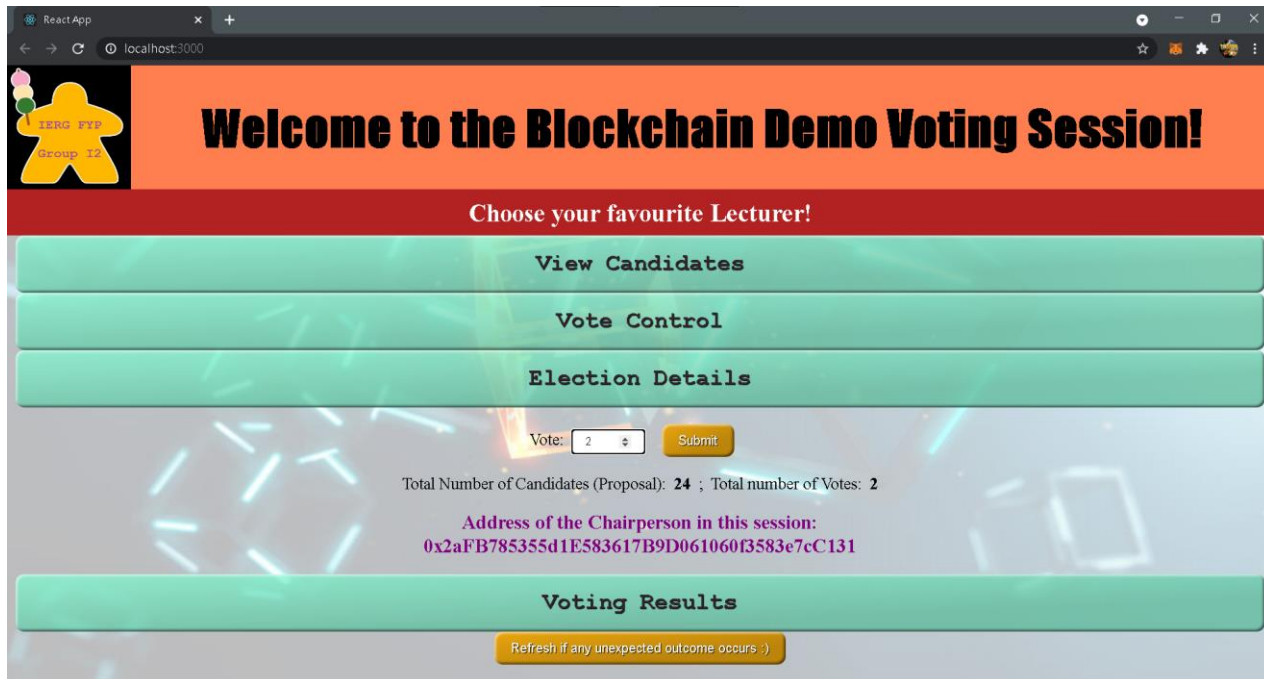 React App
localhost:3000
IERG FYP
Group I2
Welcome to the Blockchain Demo Voting Session!
Choose your favourite Lecturer!
View Candidates
Vote Control
Election Details
Vote: 2 Submit
Total Number of Candidates (Proposal): 24 ; Total number of Votes: 2
Address of the Chairperson in this session:
0x2aFB785355d1E583617B9D061060f3583e7cC131
Voting Results
Refresh if any unexpected outcome occurs :)